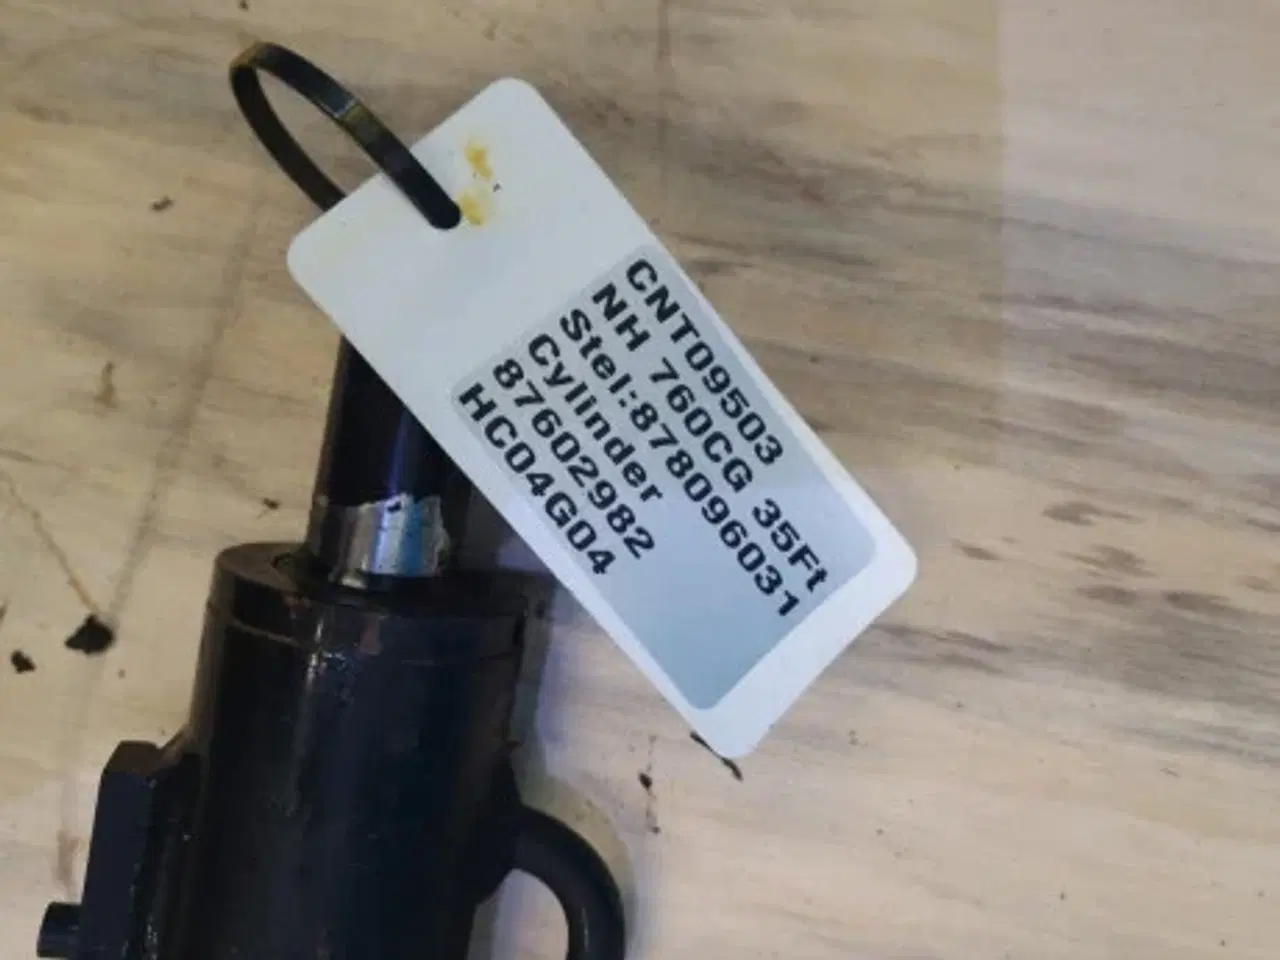 CNT09503
NH 760CG 35Ft
Stel:878096031
Cylinder
87602982
HC04G04